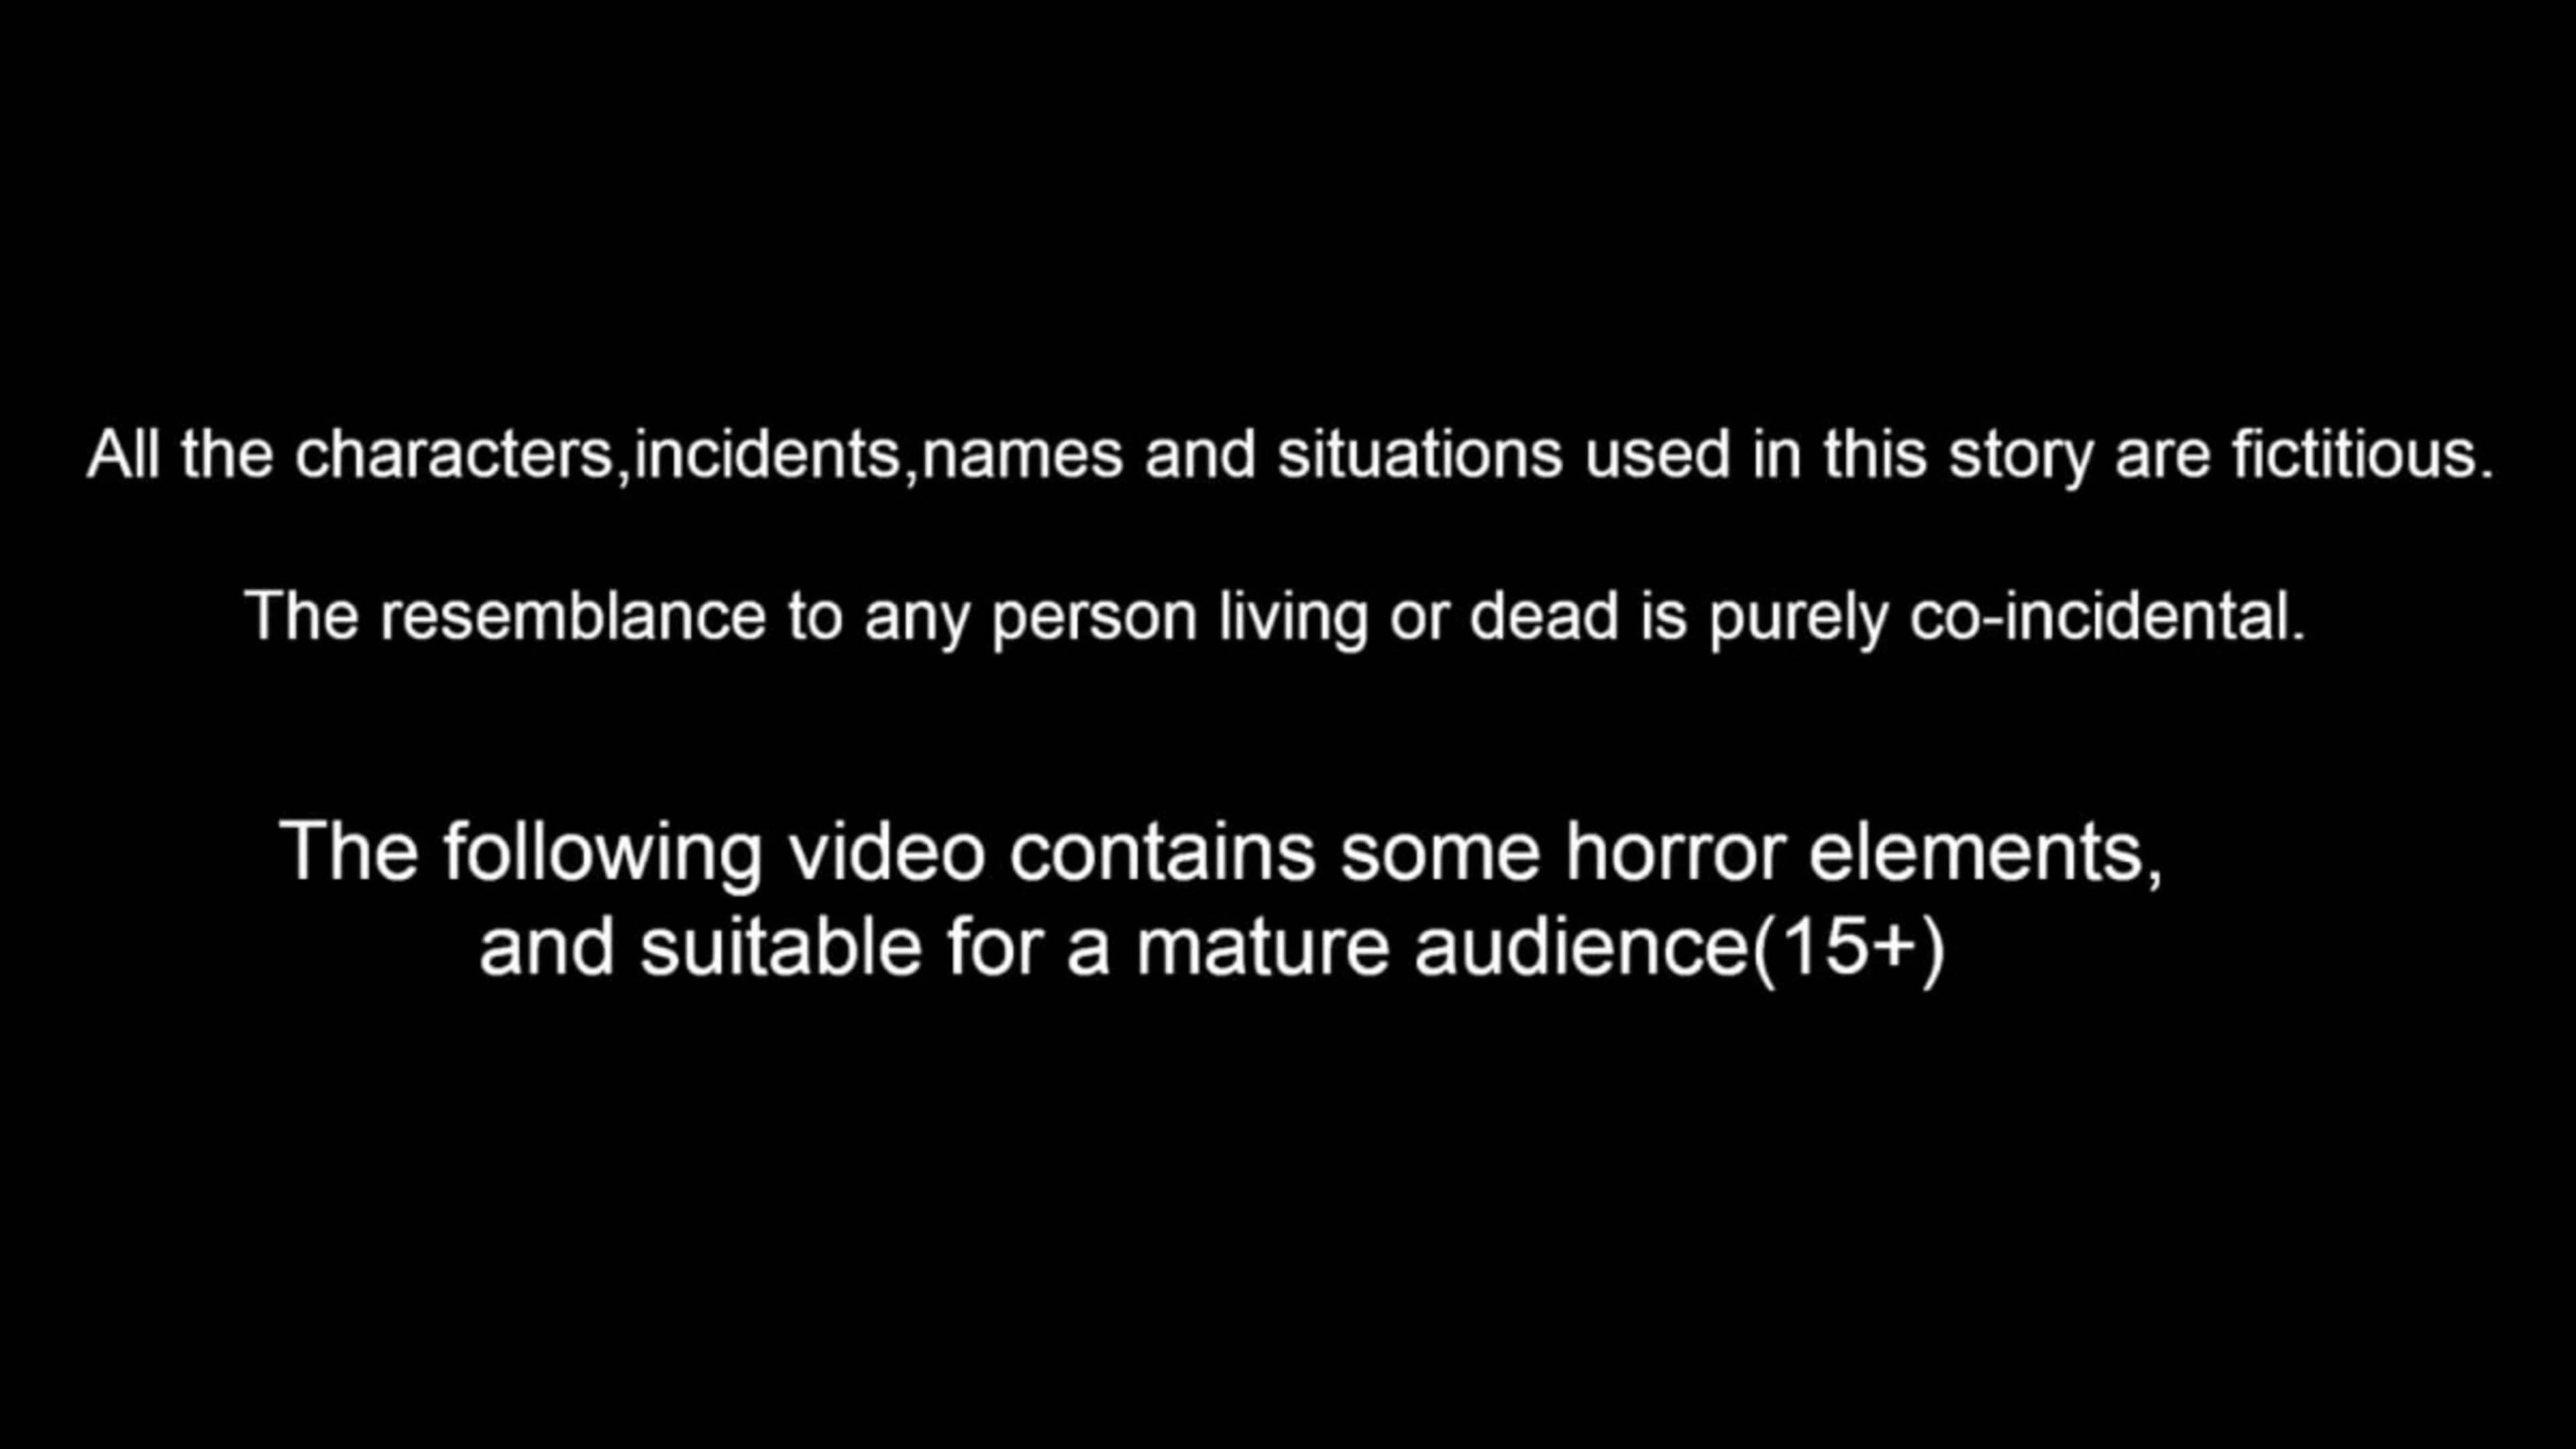 All the characters,incidents,names and situations used in this story are fictitious.
The resemblance to any person living or dead is purely co-incidental.
The following video contains some horror elements,
and suitable for a mature audience(15+)